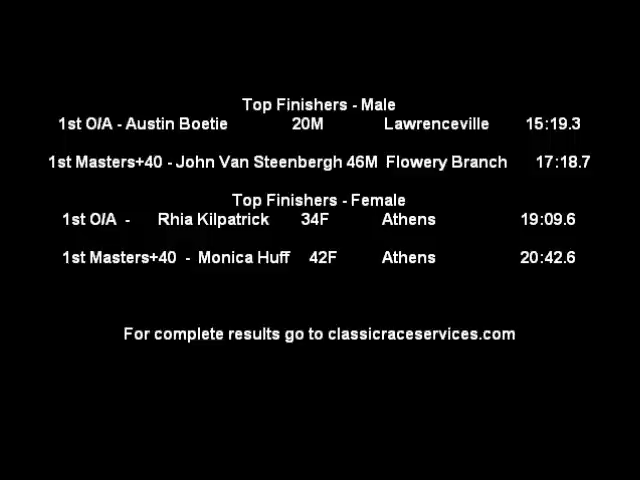 Top Finishers - Male
1st O/A - Austin Boetie 20M Lawrenceville 15:19.3
1st Masters+40 - John Van Steenbergh 46M Flowery Branch 17:18.7
Top Finishers - Female
1st O/A - Rhia Kilpatrick 34F Athens 19:09.6
1st Masters+40 - Monica Huff 42F Athens 20:42.6
For complete results go to classicraceservices.com